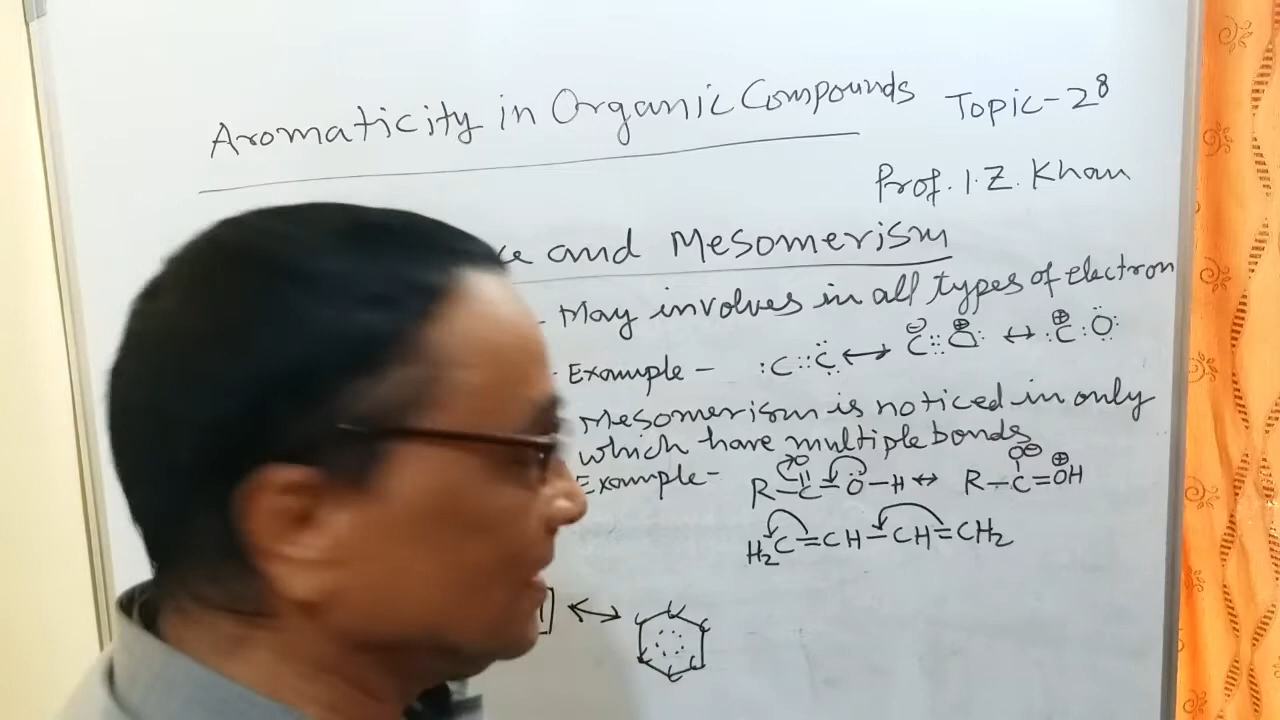 Aromaticity in Organic Compounds Topic-2⁸
Prof. I.Z. Khan
and Mesomerism
- May involves in all types of electron
Example - :C::C̈ ↔ C⊖::: ⊕: ↔ :C⊕:Ö:
Mesomerism is noticed in only
which have multiple bonds
Example - R-C-Ö-H ↔ R-C=ÖH
H₂C=CH-CH=CH₂